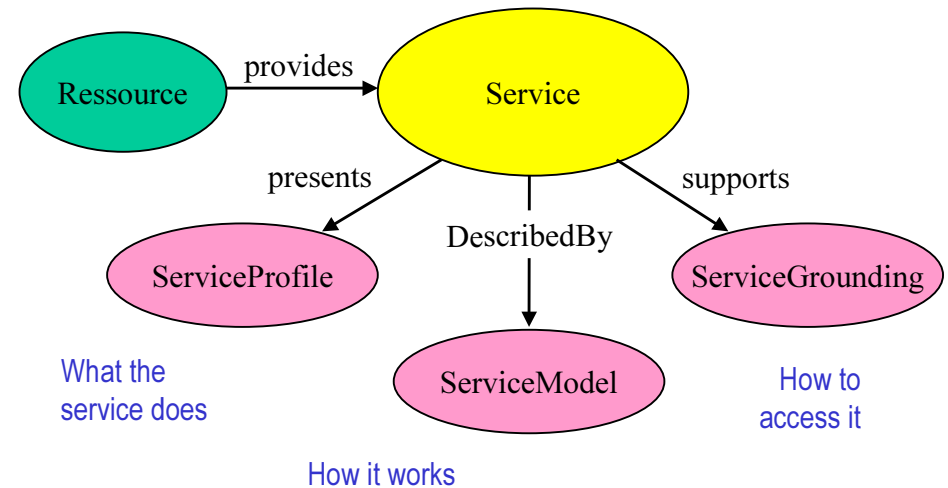 provides
Ressource
Service
presents
supports
DescribedBy
ServiceProfile
ServiceGrounding
What the
service does
ServiceModel
How to
access it
How it works